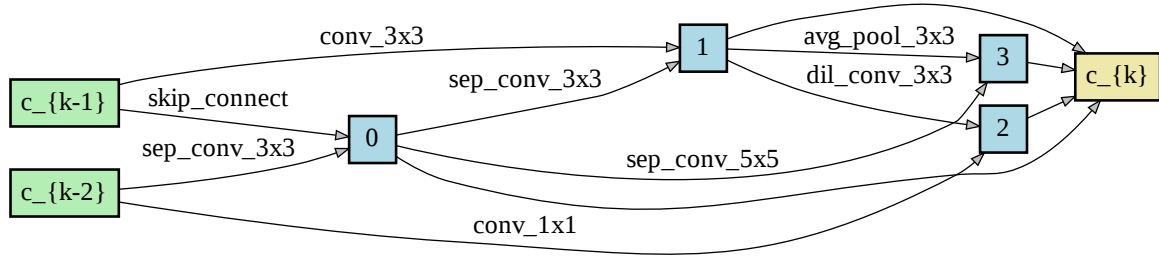 conv_3x3
1
avg_pool_3x3
3
c_{k}
sep_conv_3x3
dil_conv_3x3
c_{k-1}
skip_connect
0
2
sep_conv_3x3
sep_conv_5x5
c_{k-2}
conv_1x1